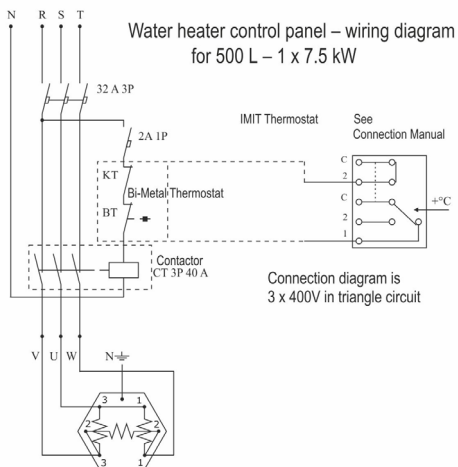 N R S T
Water heater control panel – wiring diagram
for 500 L – 1 x 7.5 kW
32 A 3P
2A 1P
IMIT Thermostat
See
Connection Manual
KT
Bi-Metal Thermostat
BT
C
2
C
2
1
+°C
Contactor
CT 3P 40 A
Connection diagram is
3 x 400V in triangle circuit
V U W N
3 1
2 2
3 1